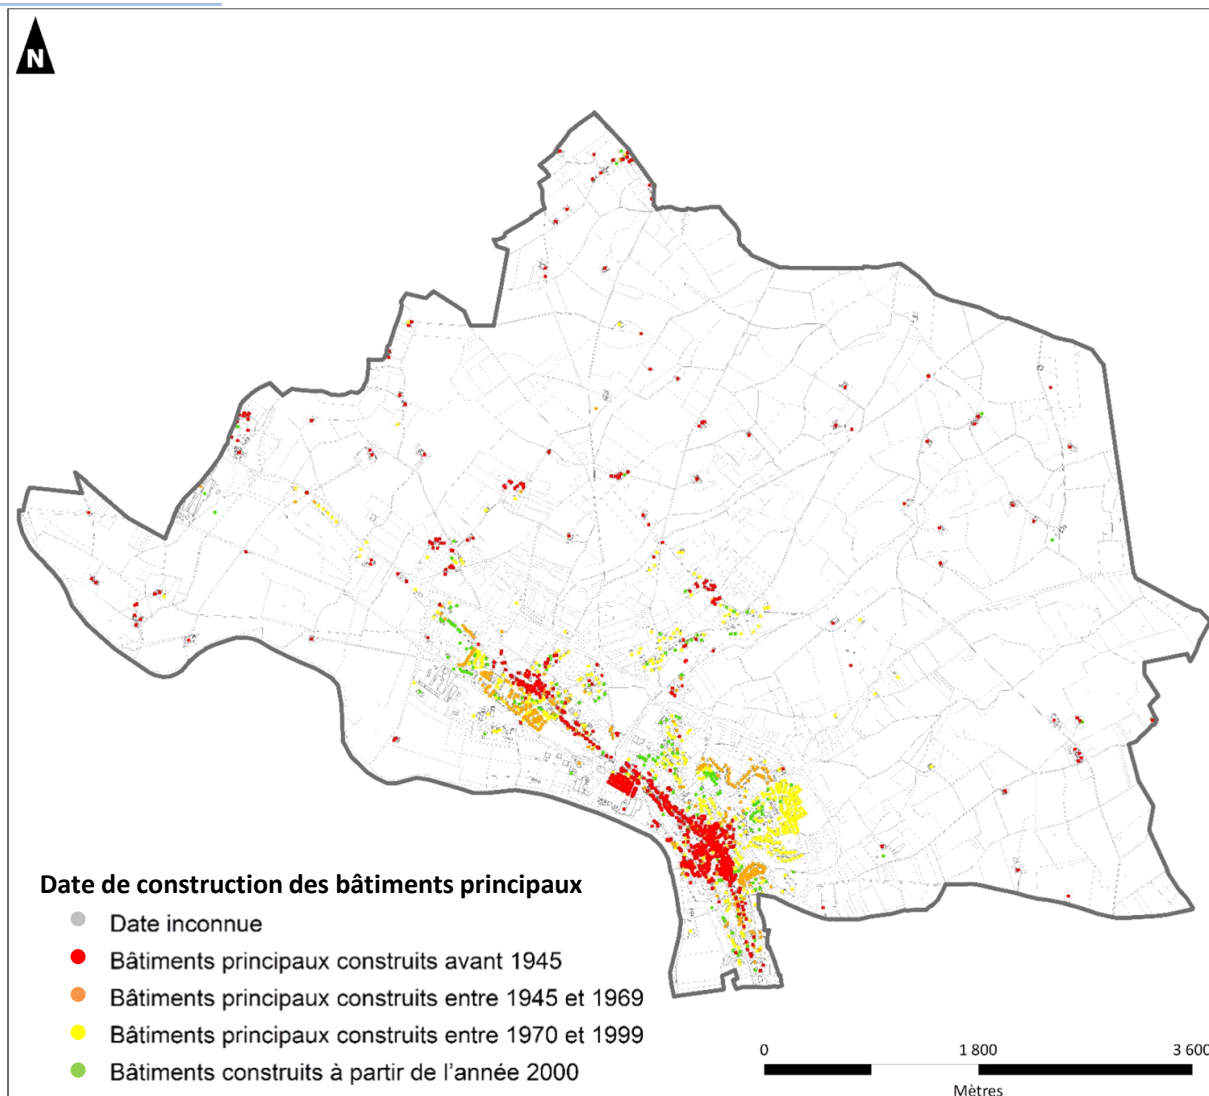 N
Date de construction des bâtiments principaux
Date inconnue
Bâtiments principaux construits avant 1945
Bâtiments principaux construits entre 1945 et 1969
Bâtiments principaux construits entre 1970 et 1999
Bâtiments construits à partir de l'année 2000
0 1 800 3 600
Mètres